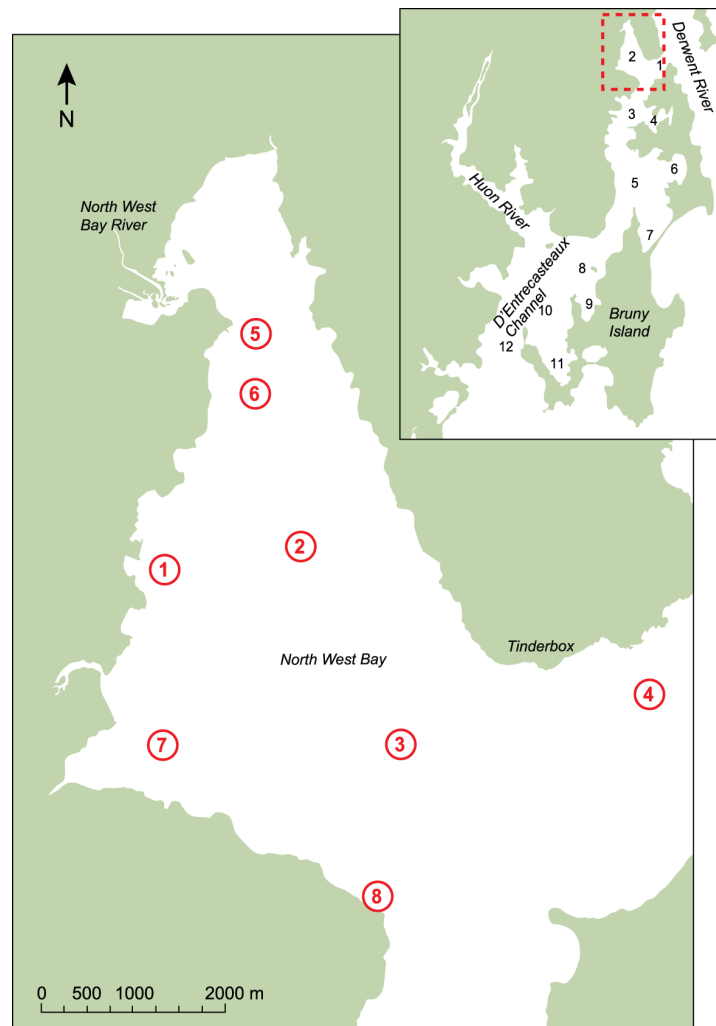 Derwent River
1
2
3
4
Huon River
5
6
7
D'Entrecasteaux
Channel
8
9
10
Bruny
Island
11
12
N
North West
Bay River
5
6
2
1
North West Bay
Tinderbox
4
7
3
8
0 500 1000 2000 m